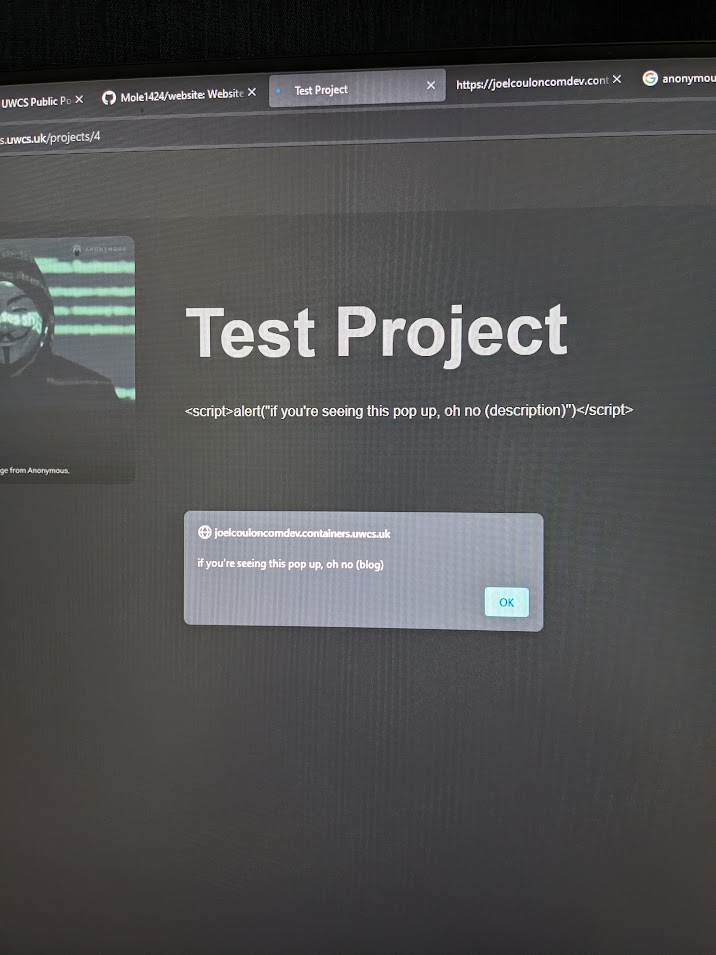 UWCS Public Po
Mole1424/website: Website
Test Project
https://joelcouloncomdev.cont
anonymou
s.uwcs.uk/projects/4
ANONYMOUS
ge from Anonymous.
Test Project
<script>alert("if you're seeing this pop up, oh no (description)")</script>
joelcouloncomdev.containers.uwcs.uk
if you're seeing this pop up, oh no (blog)
OK